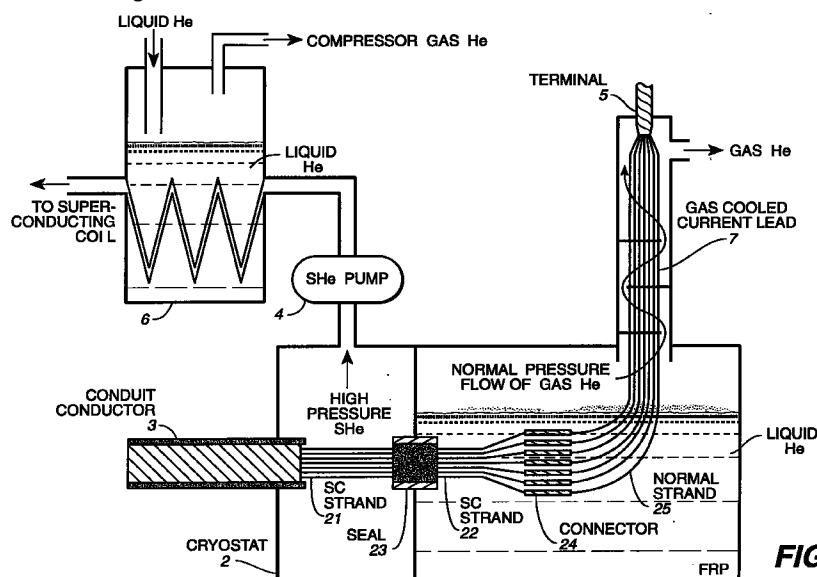 LIQUID He
COMPRESSOR GAS He
TERMINAL
5
LIQUID
He
GAS He
TO SUPER-
CONDUCTING
COIL
GAS COOLED
CURRENT LEAD
7
SHe PUMP
6
4
CONDUIT
CONDUCTOR
3
HIGH
PRESSURE
SHe
NORMAL PRESSURE
FLOW OF GAS He
LIQUID
He
SC
STRAND
21
SEAL
23
SC
STRAND
22
CONNECTOR
24
NORMAL
STRAND
25
CRYOSTAT
2
FRP
FIG